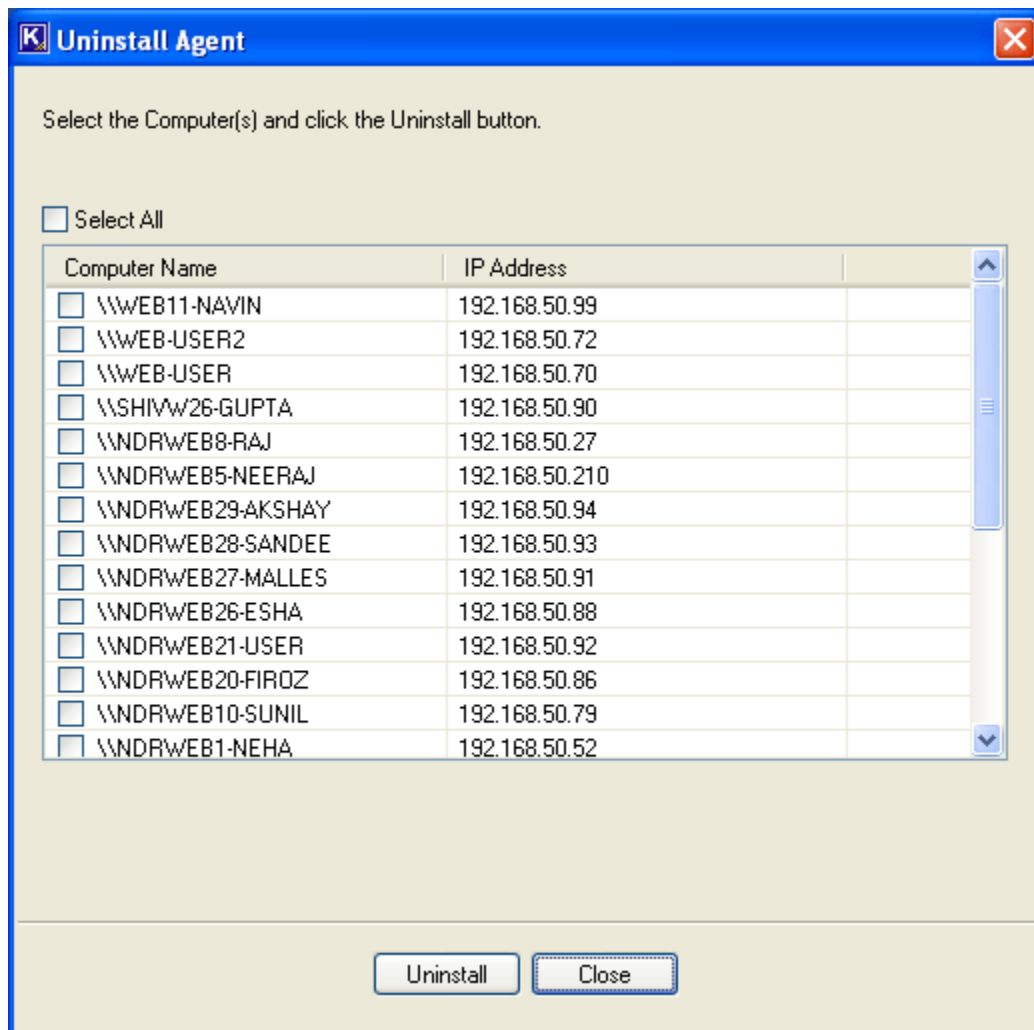 K Uninstall Agent
Select the Computer(s) and click the Uninstall button.
Select All
Computer Name IP Address
\\WEB11-NAVIN 192.168.50.99
\\WEB-USER2 192.168.50.72
\\WEB-USER 192.168.50.70
\\SHIVW26-GUPTA 192.168.50.90
\\NDRWEB8-RAJ 192.168.50.27
\\NDRWEB5-NEERAJ 192.168.50.210
\\NDRWEB29-AKSHAY 192.168.50.94
\\NDRWEB28-SANDEE 192.168.50.93
\\NDRWEB27-MALLES 192.168.50.91
\\NDRWEB26-ESHA 192.168.50.88
\\NDRWEB21-USER 192.168.50.92
\\NDRWEB20-FIROZ 192.168.50.86
\\NDRWEB10-SUNIL 192.168.50.79
\\NDRWEB1-NEHA 192.168.50.52
Uninstall Close